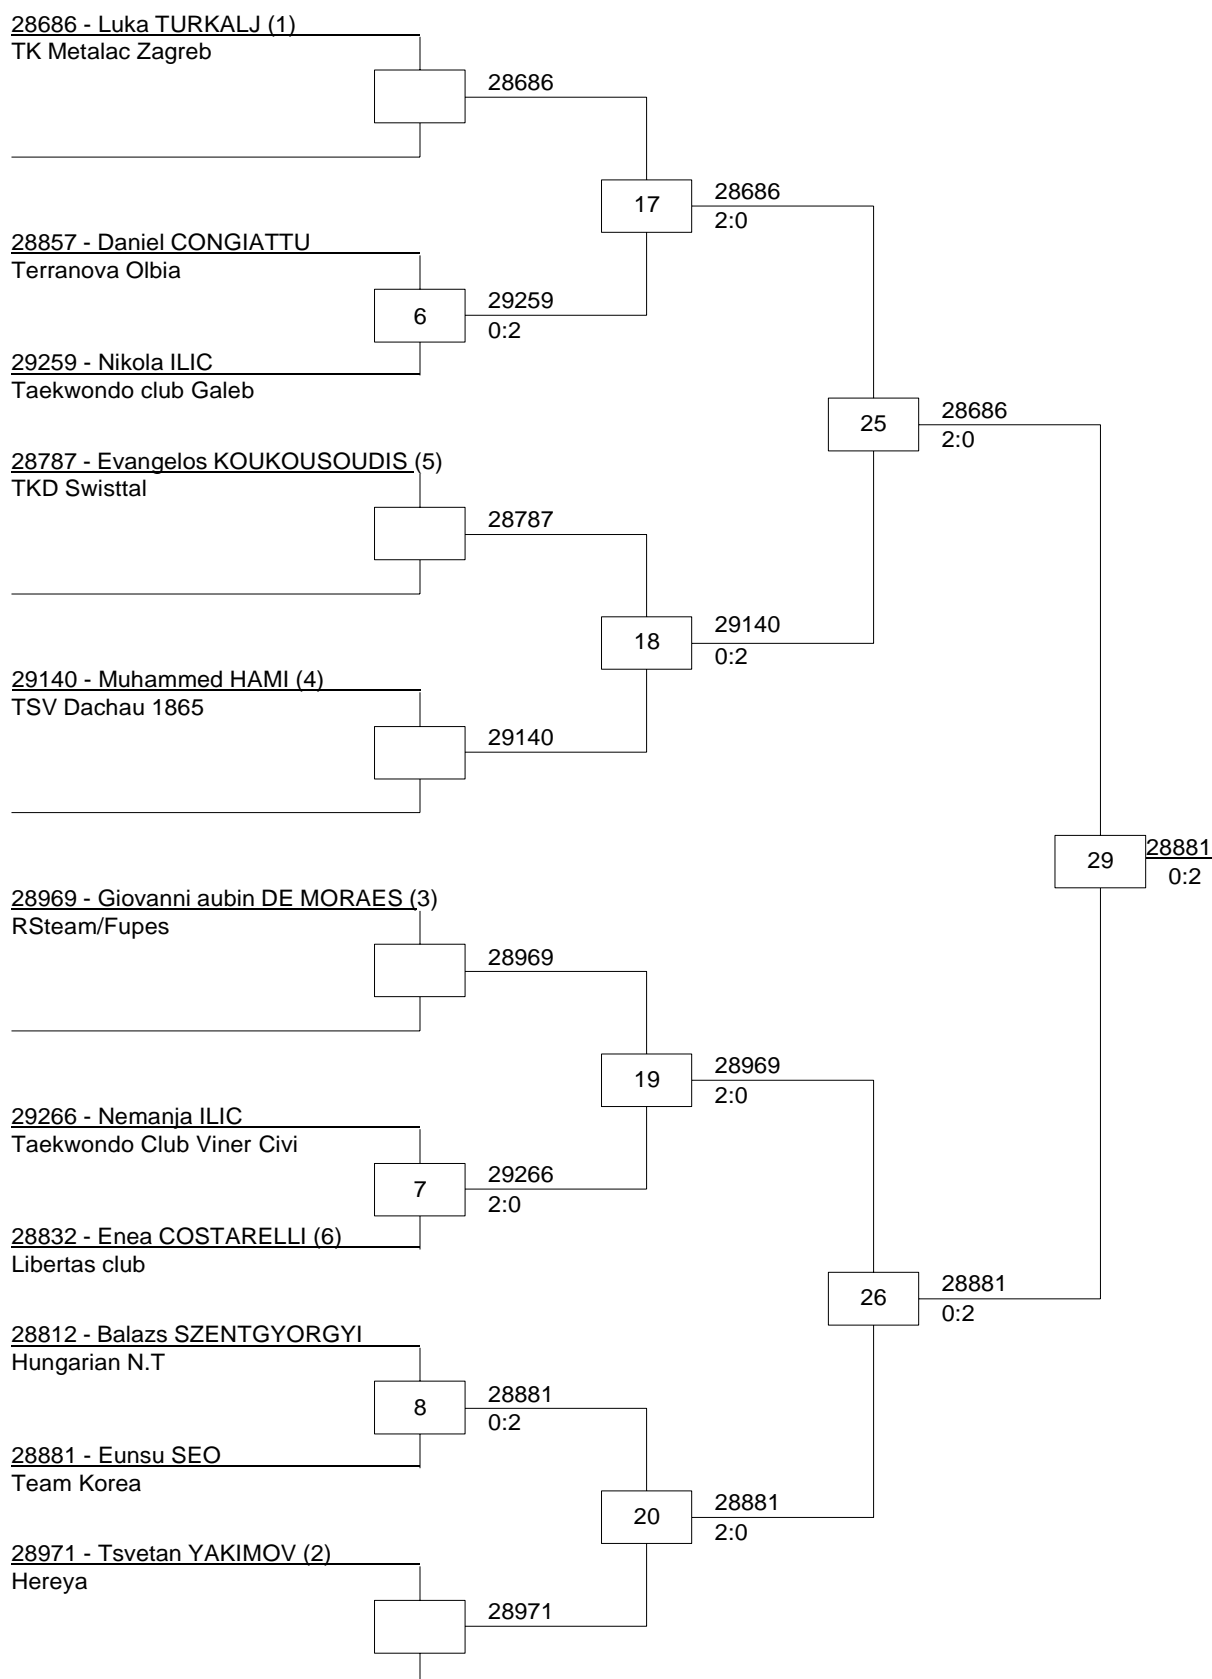 28686 - Luka TURKALJ (1)
TK Metalac Zagreb
28686
17
28686
2:0
28857 - Daniel CONGIATTU
Terranova Olbia
6
29259
0:2
29259 - Nikola ILIC
Taekwondo club Galeb
25
28686
2:0
28787 - Evangelos KOUKOUSOUDIS (5)
TKD Swisttal
28787
18
29140
0:2
29140 - Muhammed HAMI (4)
TSV Dachau 1865
29140
29
28881
0:2
28969 - Giovanni aubin DE MORAES (3)
RSteam/Fupes
28969
19
28969
2:0
29266 - Nemanja ILIC
Taekwondo Club Viner Civi
7
29266
2:0
28832 - Enea COSTARELLI (6)
Libertas club
26
28881
0:2
28812 - Balazs SZENTGYORGYI
Hungarian N.T
8
28881
0:2
28881 - Eunsu SEO
Team Korea
20
28881
2:0
28971 - Tsvetan YAKIMOV (2)
Hereya
28971